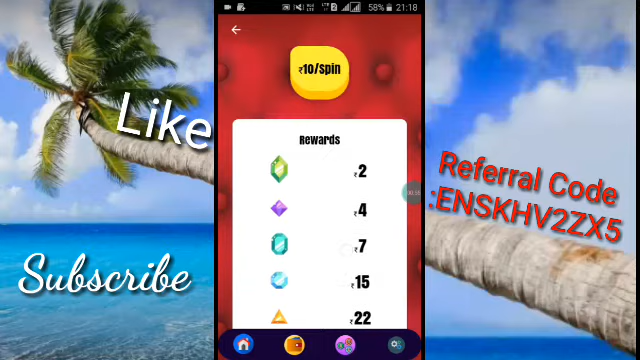 58% 21:18
₹10/Spin
Rewards
₹2
₹4
₹7
₹15
₹22
Like
Subscribe
Referral Code
:ENSKHV2ZX5